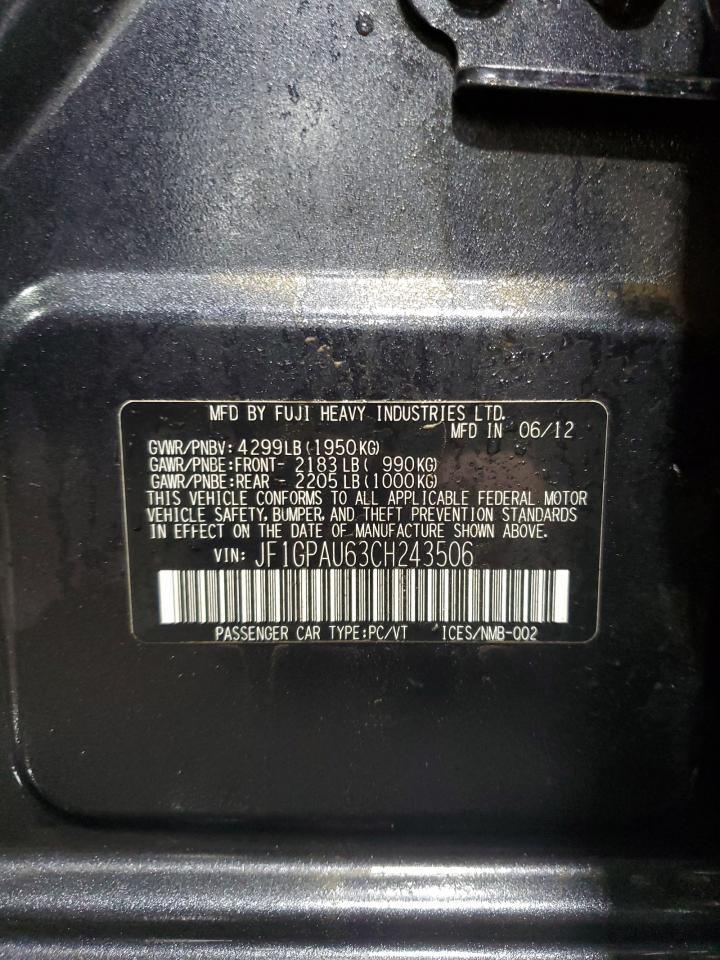 MFD BY FUJI HEAVY INDUSTRIES LTD.
MFD IN 06/12
GVWR/PNBV: 4299LB(1950KG)
GAWR/PNBE:FRONT- 2183LB( 990KG)
GAWR/PNBE:REAR - 2205LB(1000KG)
THIS VEHICLE CONFORMS TO ALL APPLICABLE FEDERAL MOTOR
VEHICLE SAFETY, BUMPER, AND THEFT PREVENTION STANDARDS
IN EFFECT ON THE DATE OF MANUFACTURE SHOWN ABOVE.
VIN: JF1GPAU63CH243506
PASSENGER CAR TYPE:PC/VT ICES/NMB-002